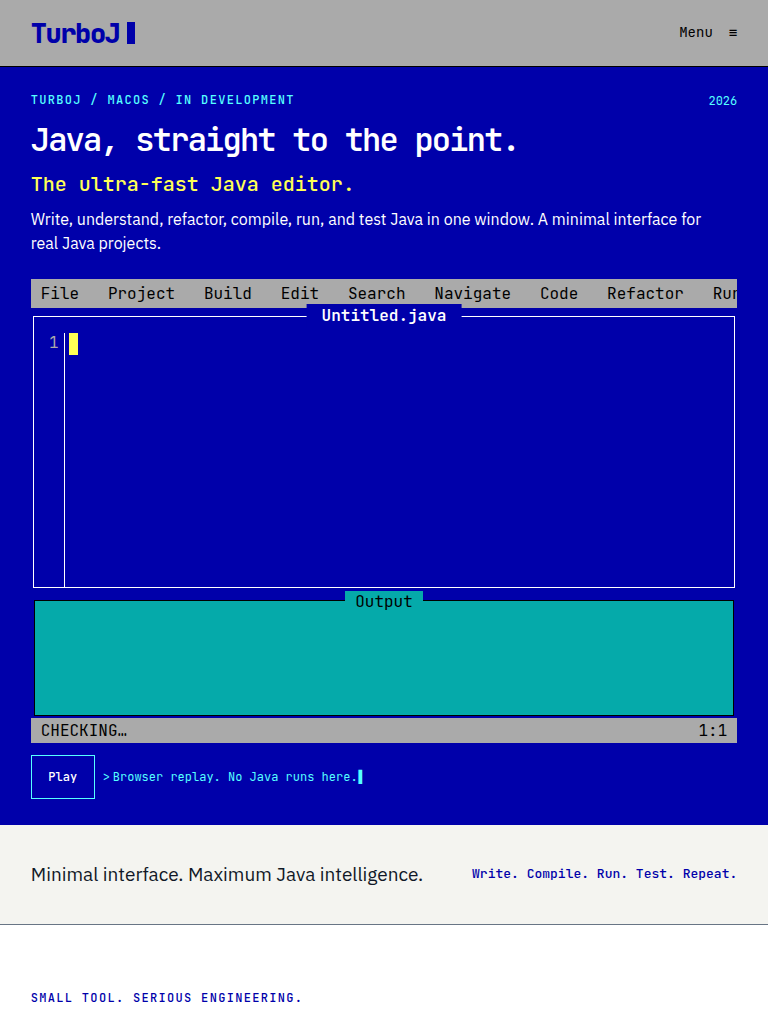 TurboJ
Menu ≡
TURBOJ / MACOS / IN DEVELOPMENT
2026
Java, straight to the point.
The ultra-fast Java editor.
Write, understand, refactor, compile, run, and test Java in one window. A minimal interface for
real Java projects.
File Project Build Edit Search Navigate Code Refactor Run
Untitled.java
1
Output
CHECKING… 1:1
Play > Browser replay. No Java runs here.
Minimal interface. Maximum Java intelligence.
Write. Compile. Run. Test. Repeat.
SMALL TOOL. SERIOUS ENGINEERING.